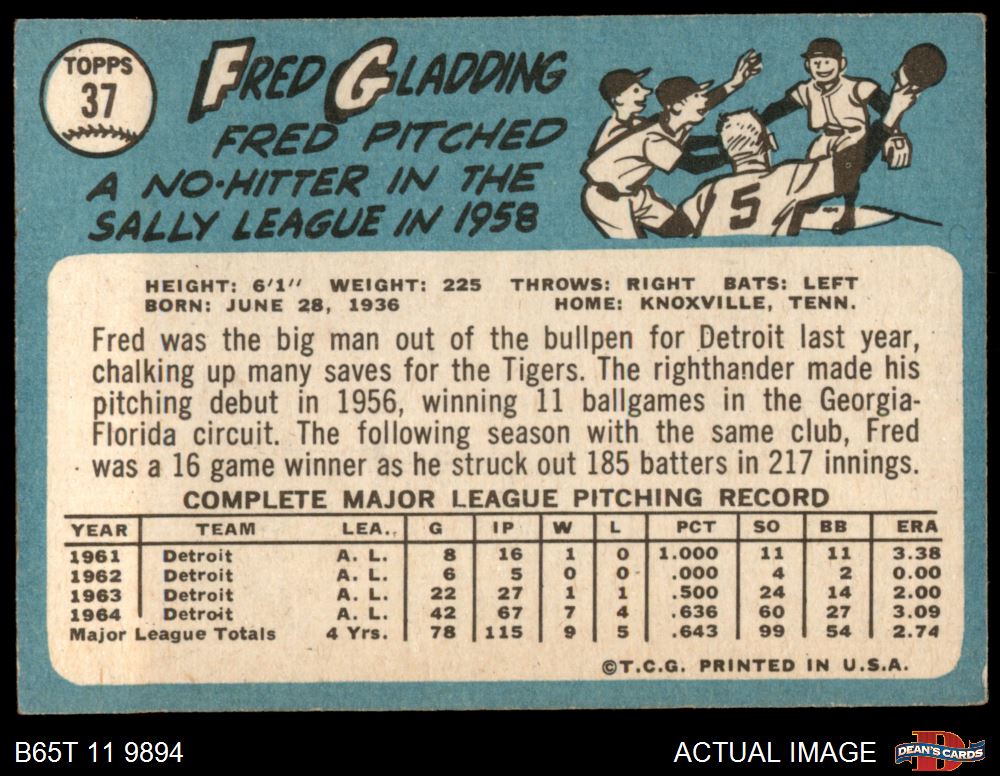 TOPPS
37
FRED GLADDING
FRED PITCHED
A NO-HITTER IN THE
SALLY LEAGUE IN 1958
5
HEIGHT: 6'1" WEIGHT: 225 THROWS: RIGHT BATS: LEFT
BORN: JUNE 28, 1936 HOME: KNOXVILLE, TENN.
Fred was the big man out of the bullpen for Detroit last year,
chalking up many saves for the Tigers. The righthander made his
pitching debut in 1956, winning 11 ballgames in the Georgia-
Florida circuit. The following season with the same club, Fred
was a 16 game winner as he struck out 185 batters in 217 innings.
COMPLETE MAJOR LEAGUE PITCHING RECORD
YEAR TEAM LEA. G IP W L PCT SO BB ERA
1961 Detroit A. L. 8 16 1 0 1.000 11 11 3.38
1962 Detroit A. L. 6 5 0 0 .000 4 2 0.00
1963 Detroit A. L. 22 27 1 1 .500 24 14 2.00
1964 Detroit A. L. 42 67 7 4 .636 60 27 3.09
Major League Totals 4 Yrs. 78 115 9 5 .643 99 54 2.74
©T.C.G. PRINTED IN U.S.A.
B65T 11 9894 ACTUAL IMAGE DEAN'S CARDS